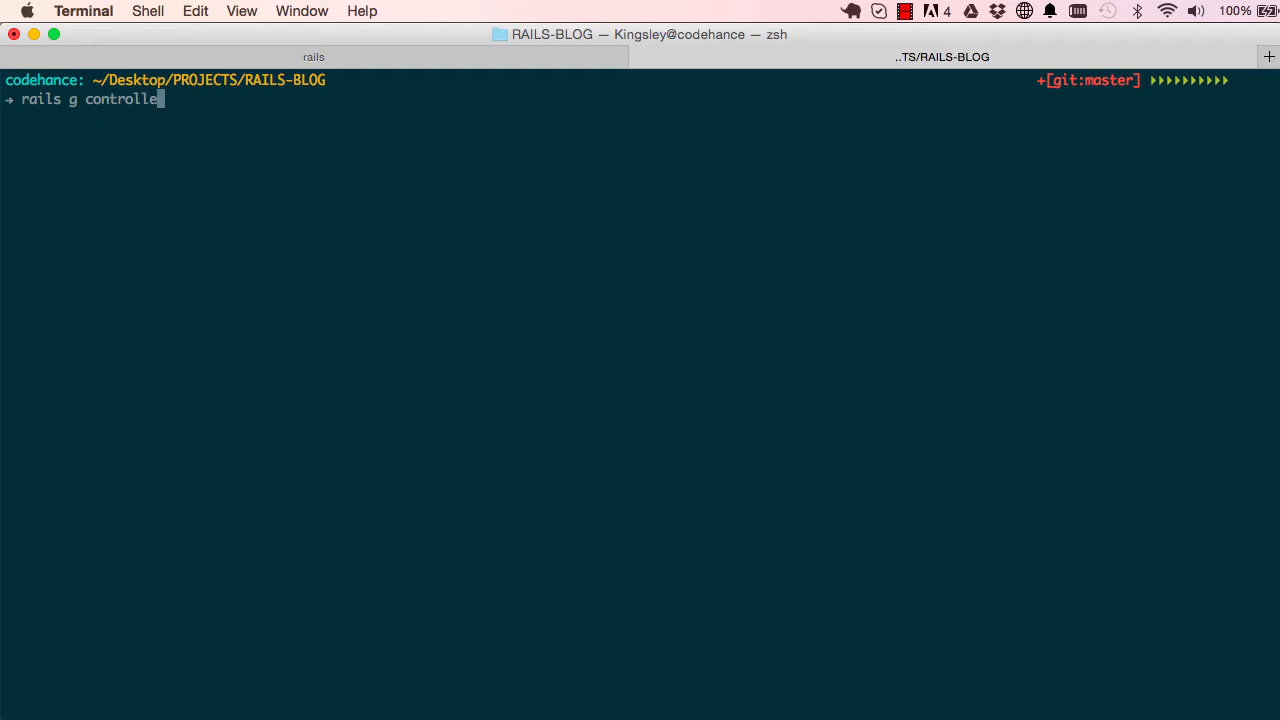 Terminal Shell Edit View Window Help 4 100%
RAILS-BLOG — Kingsley@codehance — zsh
rails ..TS/RAILS-BLOG +
codehance: ~/Desktop/PROJECTS/RAILS-BLOG +[git:master]
→ rails g controlle